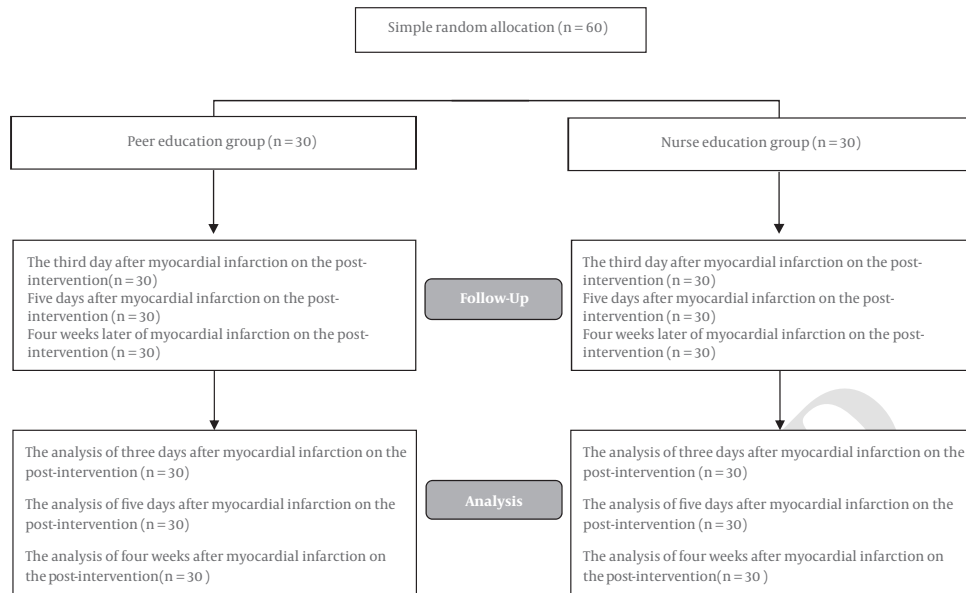 Simple random allocation (n = 60)
Peer education group (n = 30)
Nurse education group (n = 30)
The third day after myocardial infarction on the post-
intervention(n = 30)
Five days after myocardial infarction on the post-
intervention (n = 30)
Four weeks later of myocardial infarction on the post-
intervention (n = 30)
Follow-Up
The third day after myocardial infarction on the post-
intervention (n = 30)
Five days after myocardial infarction on the post-
intervention (n = 30)
Four weeks later of myocardial infarction on the post-
intervention (n = 30)
The analysis of three days after myocardial infarction on the
post-intervention (n = 30)
The analysis of five days after myocardial infarction on the
post-intervention (n = 30)
The analysis of four weeks after myocardial infarction on
the post-intervention(n = 30 )
Analysis
The analysis of three days after myocardial infarction on the
post-intervention (n = 30)
The analysis of five days after myocardial infarction on the
post-intervention (n = 30)
The analysis of four weeks after myocardial infarction on
the post-intervention(n = 30 )